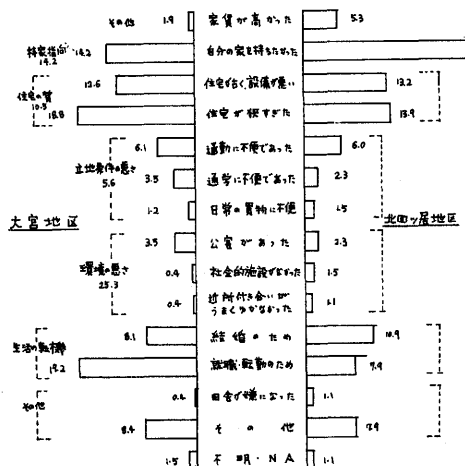 その他 1.9 家賃が高かった 5.3
持家指向 14.2 自分の家を持ちたかった
14.2
12.6 住宅が古く設備が悪い 13.2
住宅の質
10.5
18.8 住宅が狭すぎた 13.9
6.1 通勤に不便であった 6.0
立地条件の悪さ
5.6
3.5 通学に不便であった 2.3
1.2 日常の買物に不便 1.5
大宮地区 北四ッ居地区
3.5 公害があった 2.3
環境の悪さ
25.3
0.4 社会的施設がなかった 1.5
0.4 近所付き合いが
うまくゆかなかった 1.1
8.1 結婚のため 10.9
生活の転機
19.2 就職・転勤のため 7.9
0.4 田舎が嫌になった 1.1
その他
8.4 その他 7.9
1.5 不明・NA 1.1